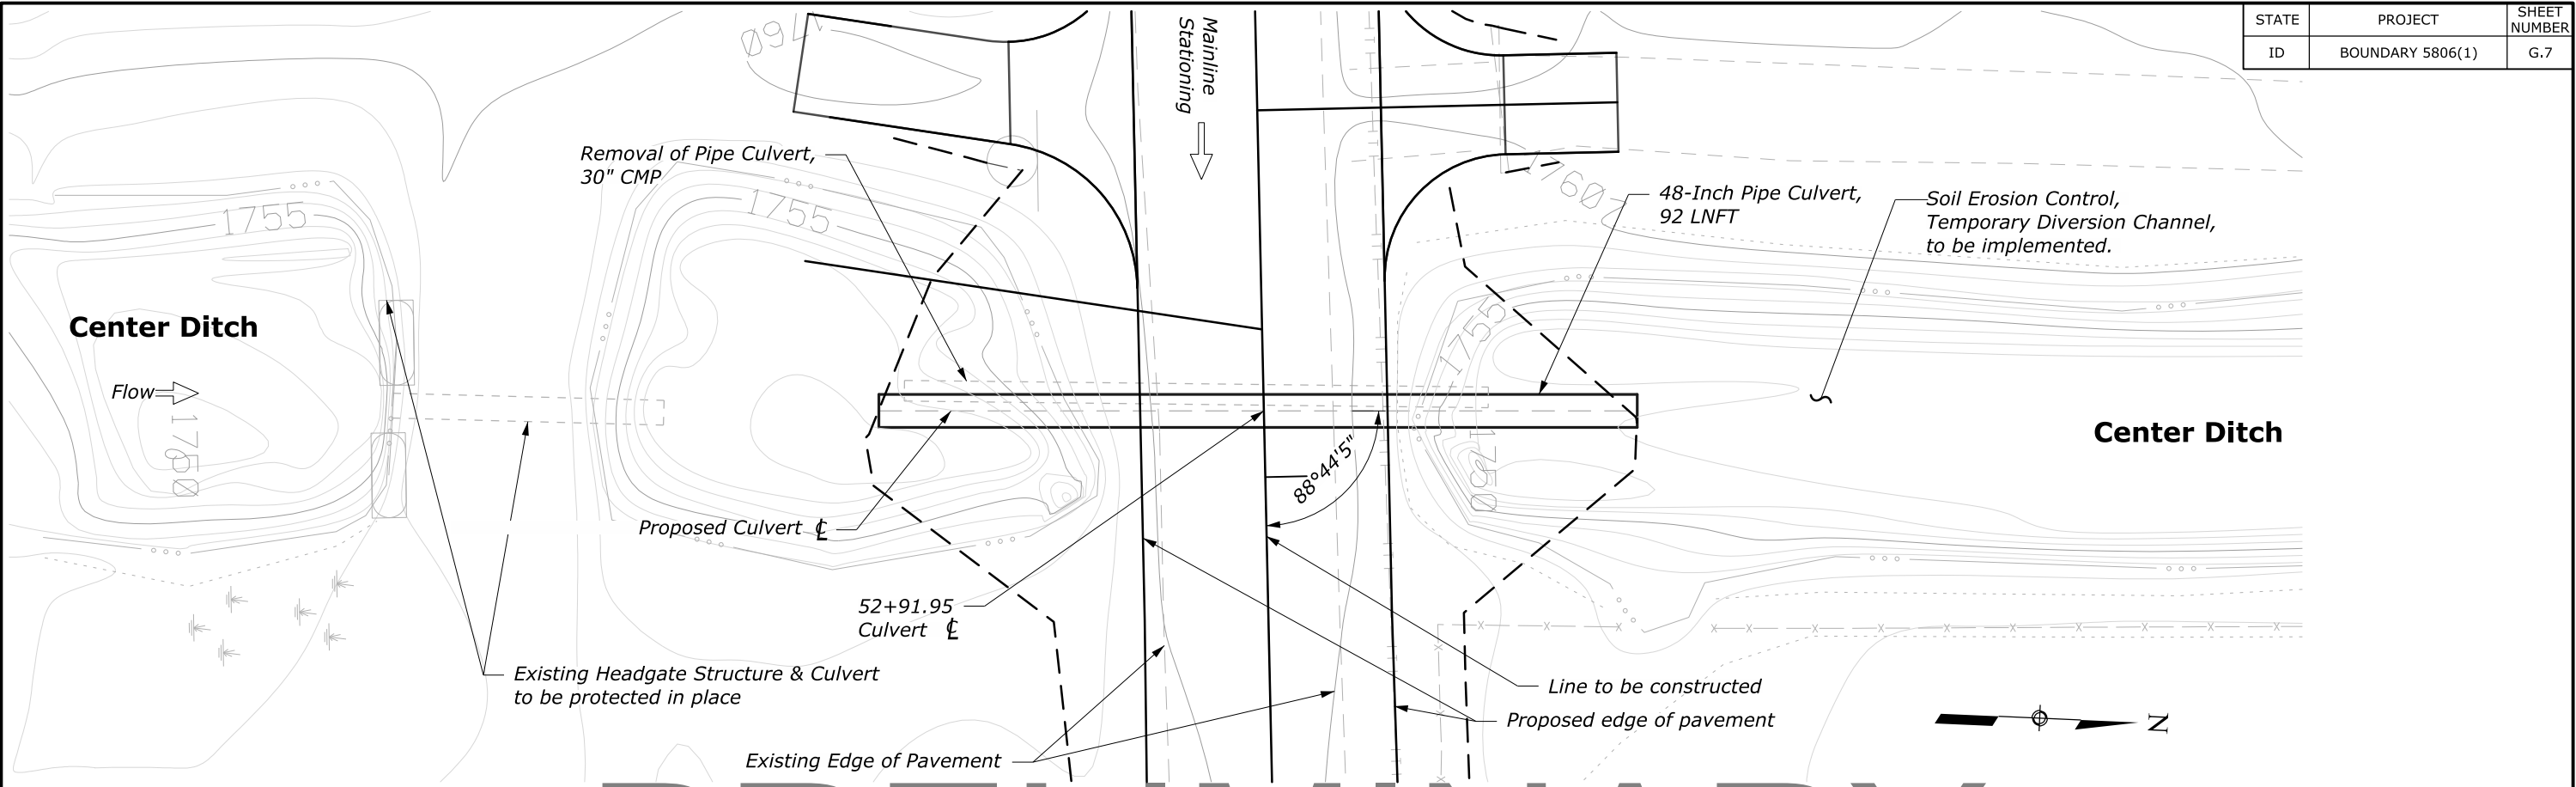 STATE PROJECT SHEET NUMBER
ID BOUNDARY 5806(1) G.7
Mainline
Stationing
1760
Removal of Pipe Culvert,
30" CMP
1755
1755
1760
48-Inch Pipe Culvert,
92 LNFT
Soil Erosion Control,
Temporary Diversion Channel,
to be implemented.
Center Ditch
1755
Flow
1750
Center Ditch
88°44'5"
1750
Proposed Culvert ℄
52+91.95
Culvert ℄
Existing Headgate Structure & Culvert
to be protected in place
Line to be constructed
Proposed edge of pavement
N
Existing Edge of Pavement